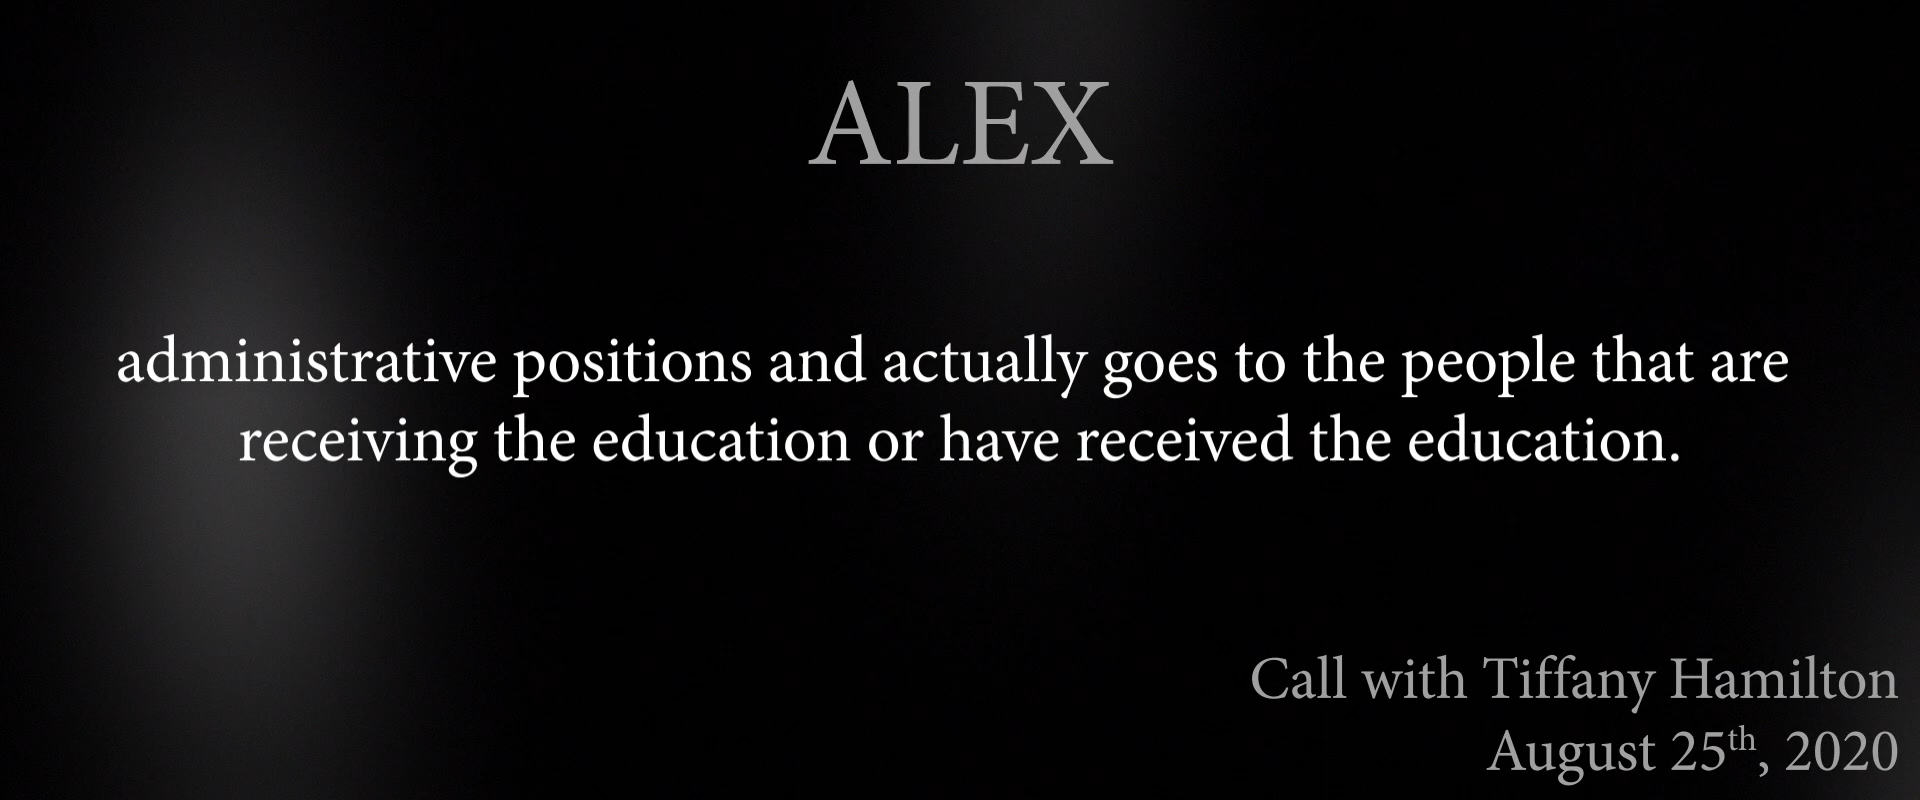 ALEX
administrative positions and actually goes to the people that are
receiving the education or have received the education.
Call with Tiffany Hamilton
August 25th, 2020